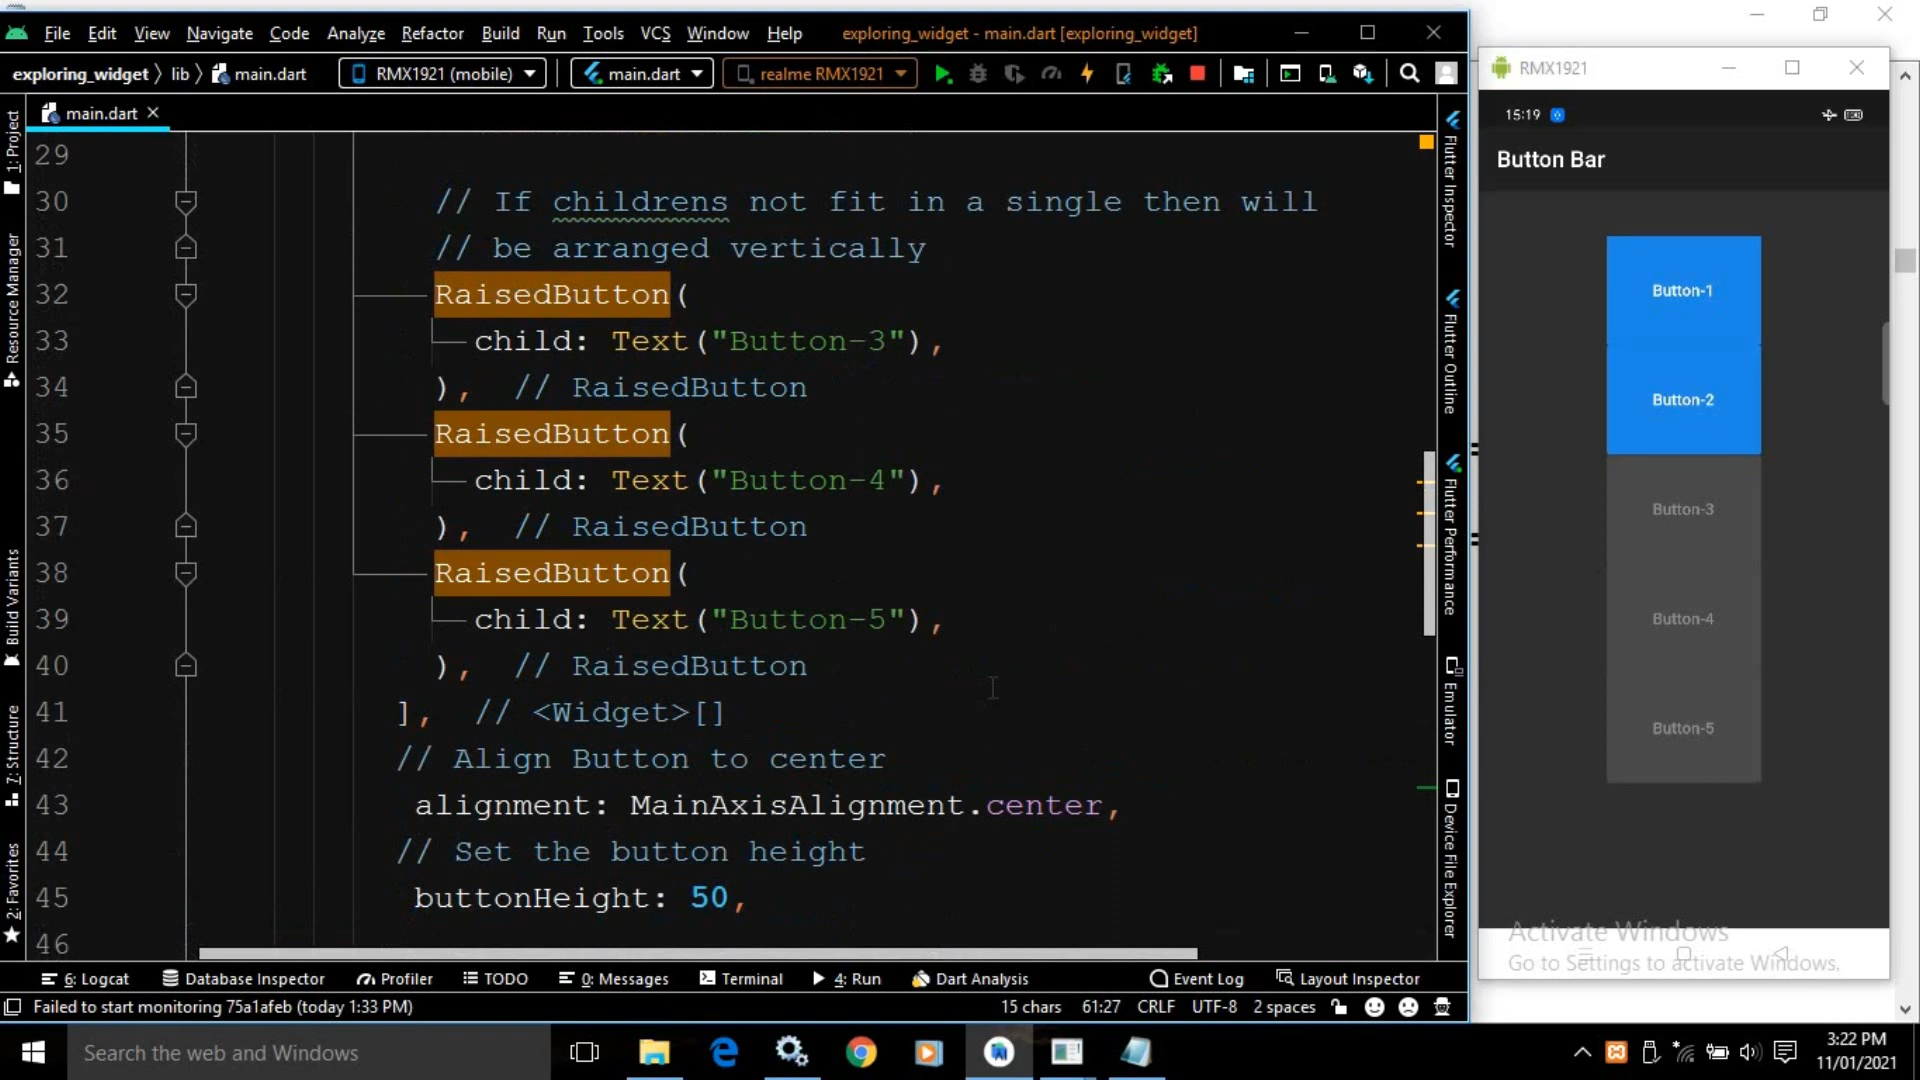 File Edit View Navigate Code Analyze Refactor Build Run Tools VCS Window Help exploring_widget - main.dart [exploring_widget]
exploring_widget lib main.dart RMX1921 (mobile) main.dart realme RMX1921
main.dart
1: Project
Resource Manager
Build Variants
7: Structure
2: Favorites
29
30 // If childrens not fit in a single then will
31 // be arranged vertically
32 RaisedButton(
33 child: Text("Button-3"),
34 ), // RaisedButton
35 RaisedButton(
36 child: Text("Button-4"),
37 ), // RaisedButton
38 RaisedButton(
39 child: Text("Button-5"),
40 ), // RaisedButton
41 ], // <Widget>[]
42 // Align Button to center
43 alignment: MainAxisAlignment.center,
44 // Set the button height
45 buttonHeight: 50,
46
Flutter Inspector
Flutter Outline
Flutter Performance
Emulator
Device File Explorer
6: Logcat Database Inspector Profiler TODO 0: Messages Terminal 4: Run Dart Analysis Event Log Layout Inspector
Failed to start monitoring 75a1afeb (today 1:33 PM) 15 chars 61:27 CRLF UTF-8 2 spaces
RMX1921
15:19
Button Bar
Button-1
Button-2
Button-3
Button-4
Button-5
Activate Windows
Go to Settings to activate Windows.
Search the web and Windows
3:22 PM
11/01/2021